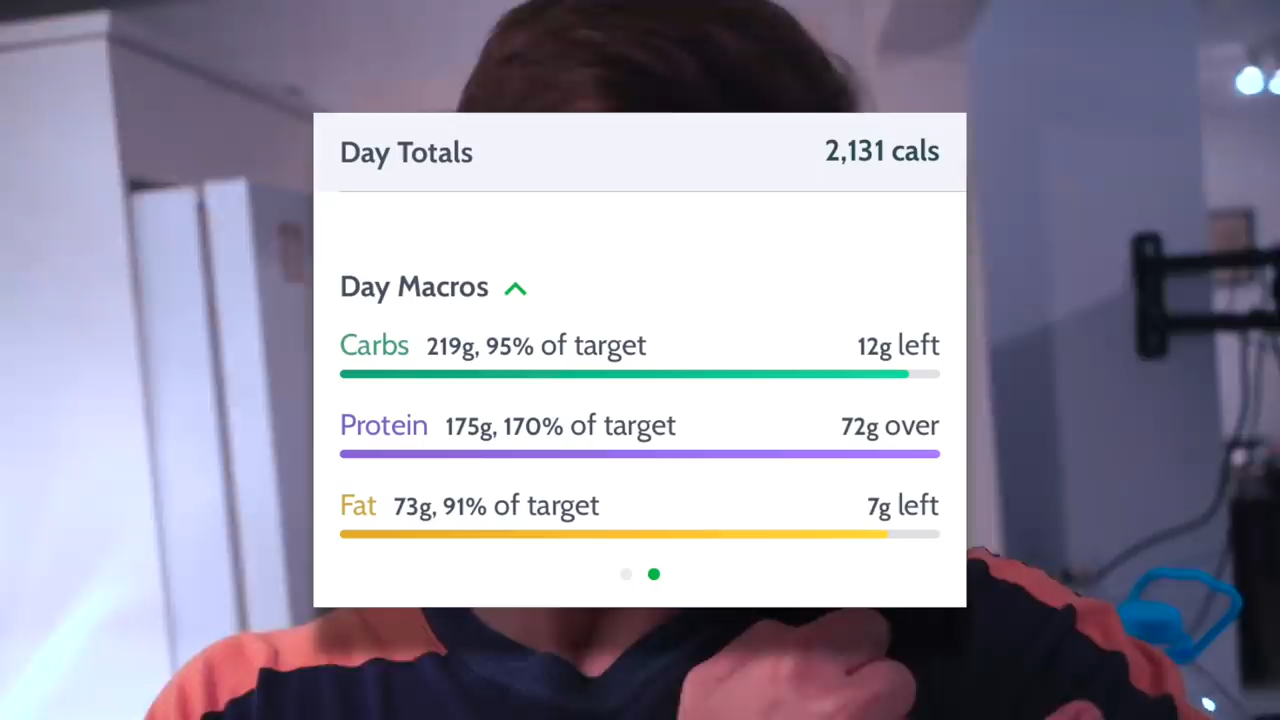 Day Totals 2,131 cals
Day Macros
Carbs 219g, 95% of target 12g left
Protein 175g, 170% of target 72g over
Fat 73g, 91% of target 7g left